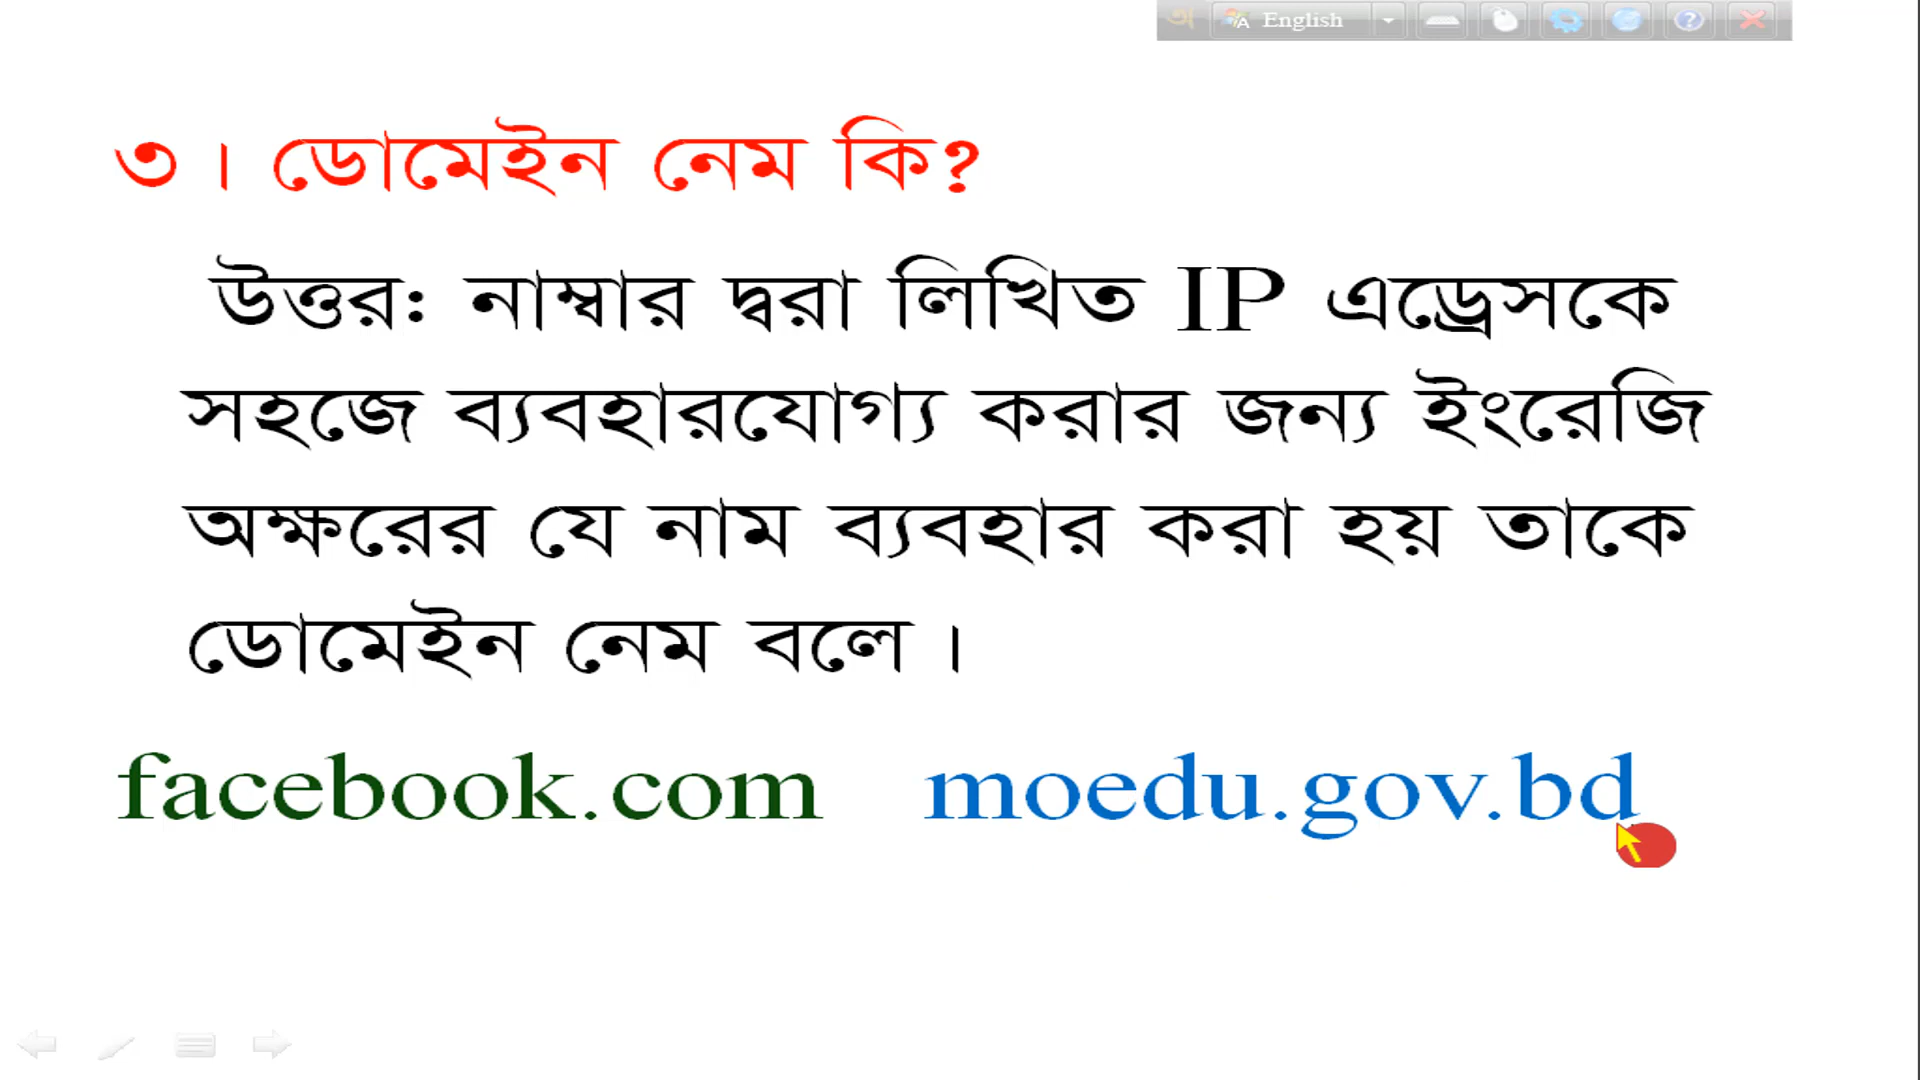 English
৩। ডোমেইন নেম কি?
উত্তরঃ নাম্বার দ্বরা লিখিত IP এড্রেসকে
সহজে ব্যবহারযোগ্য করার জন্য ইংরেজি
অক্ষরের যে নাম ব্যবহার করা হয় তাকে
ডোমেইন নেম বলে।
facebook.com moedu.gov.bd